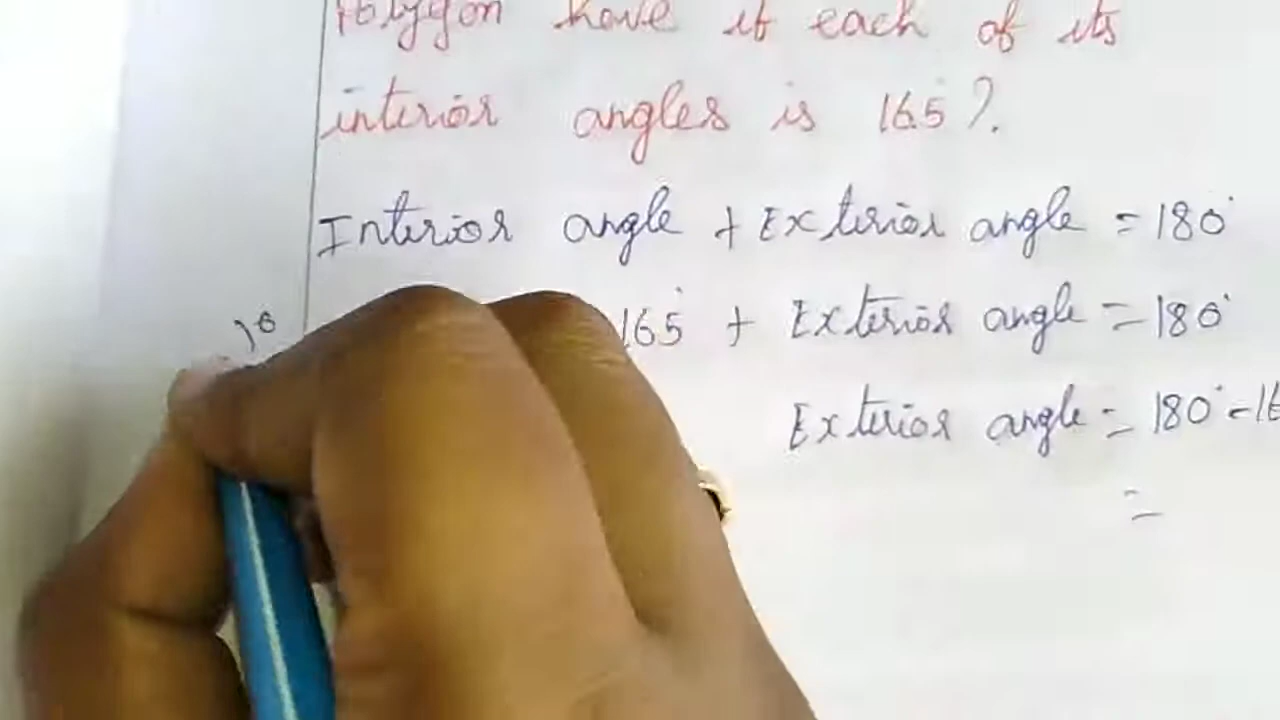 Polygon have if each of its
interior angles is 165?
Interior angle + Exterior angle = 180°
165° + Exterior angle = 180°
Exterior angle = 180° - 16
=